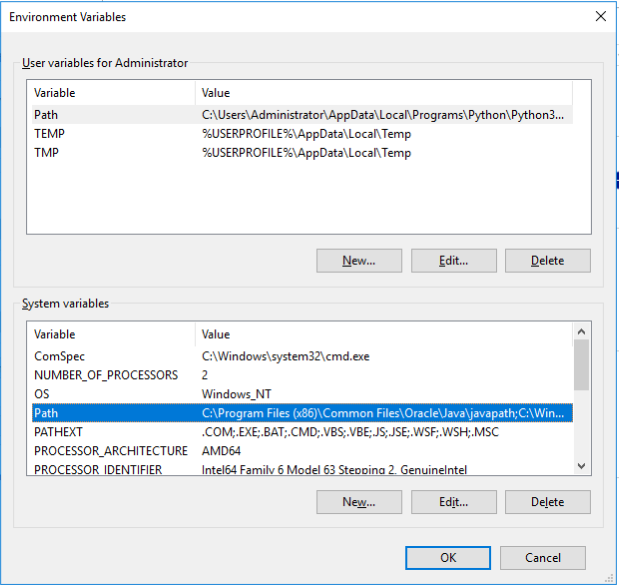 Environment Variables
User variables for Administrator
Variable Value
Path C:\Users\Administrator\AppData\Local\Programs\Python\Python3...
TEMP %USERPROFILE%\AppData\Local\Temp
TMP %USERPROFILE%\AppData\Local\Temp
New... Edit... Delete
System variables
Variable Value
ComSpec C:\Windows\system32\cmd.exe
NUMBER_OF_PROCESSORS 2
OS Windows_NT
Path C:\Program Files (x86)\Common Files\Oracle\Java\javapath;C:\Win...
PATHEXT .COM;.EXE;.BAT;.CMD;.VBS;.VBE;.JS;.JSE;.WSF;.WSH;.MSC
PROCESSOR_ARCHITECTURE AMD64
PROCESSOR_IDENTIFIER Intel64 Family 6 Model 63 Stepping 2, GenuineIntel
New... Edit... Delete
OK Cancel